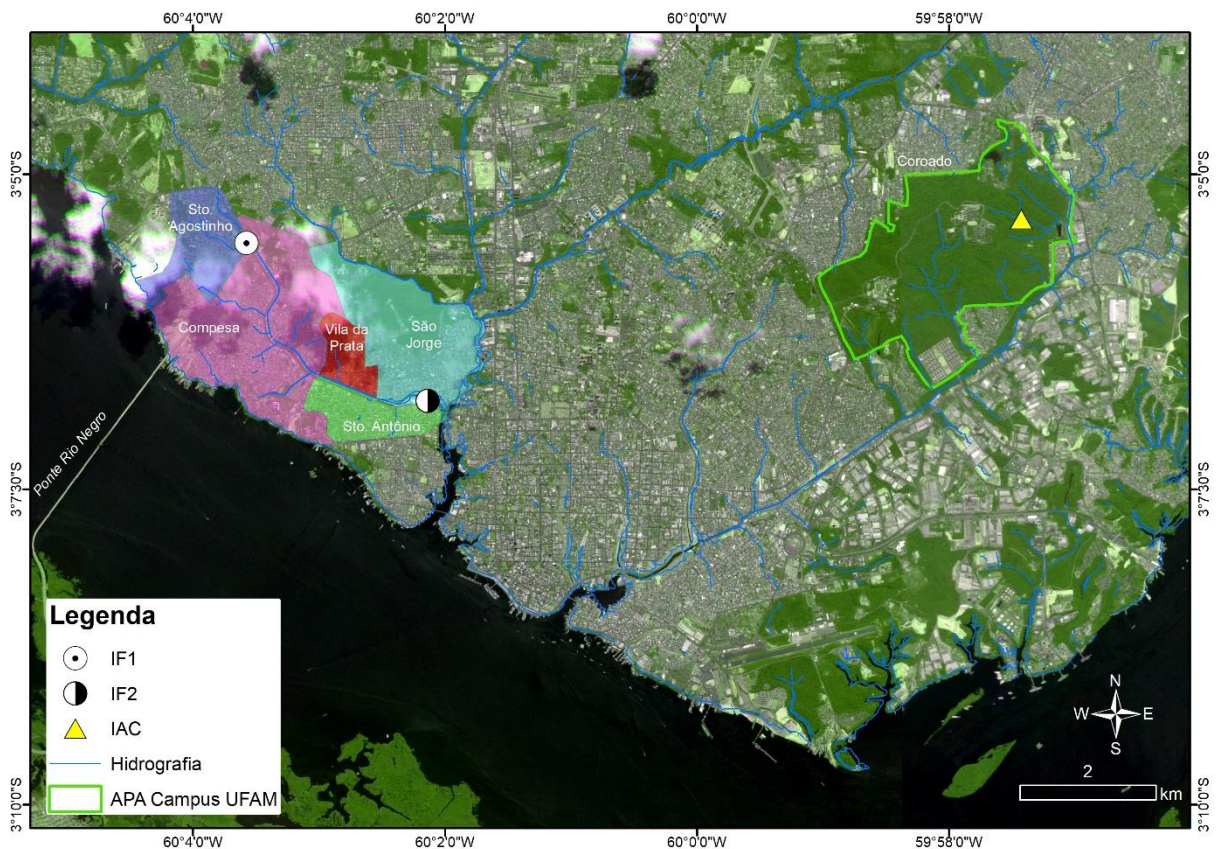 60°4'0"W
60°2'0"W
60°0'0"W
59°58'0"W
3°5'0"S
3°5'0"S
Coroado
Sto.
Agostinho
Compesa
Vila da
Prata
São
Jorge
Sto. Antônio
Ponte Rio Negro
3°7'30"S
3°7'30"S
Legenda
IF1
IF2
IAC
Hidrografia
APA Campus UFAM
N
W
E
S
2
km
3°10'0"S
3°10'0"S
60°4'0"W
60°2'0"W
60°0'0"W
59°58'0"W